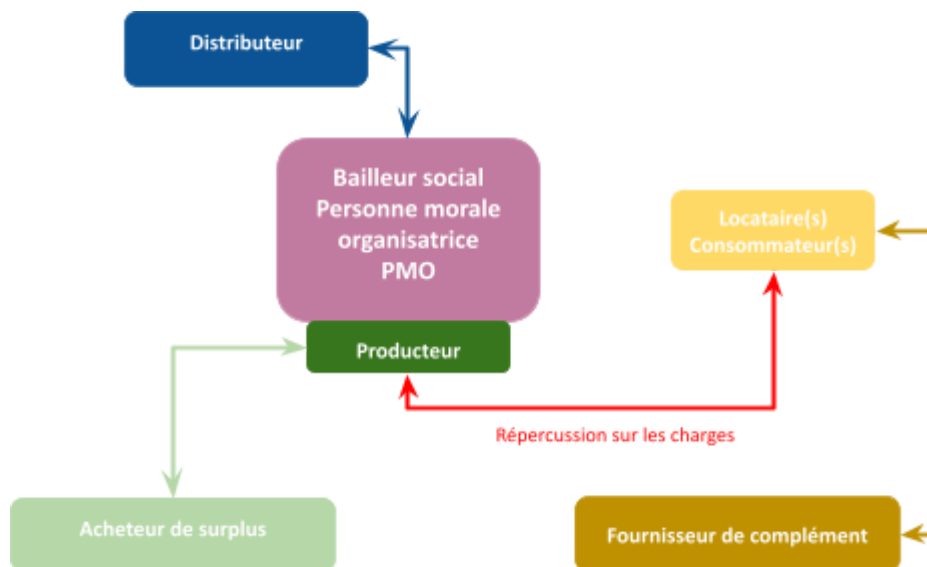 Distributeur
Bailleur social
Personne morale
organisatrice
PMO
Locataire(s)
Consommateur(s)
Producteur
Répercussion sur les charges
Acheteur de surplus
Fournisseur de complément